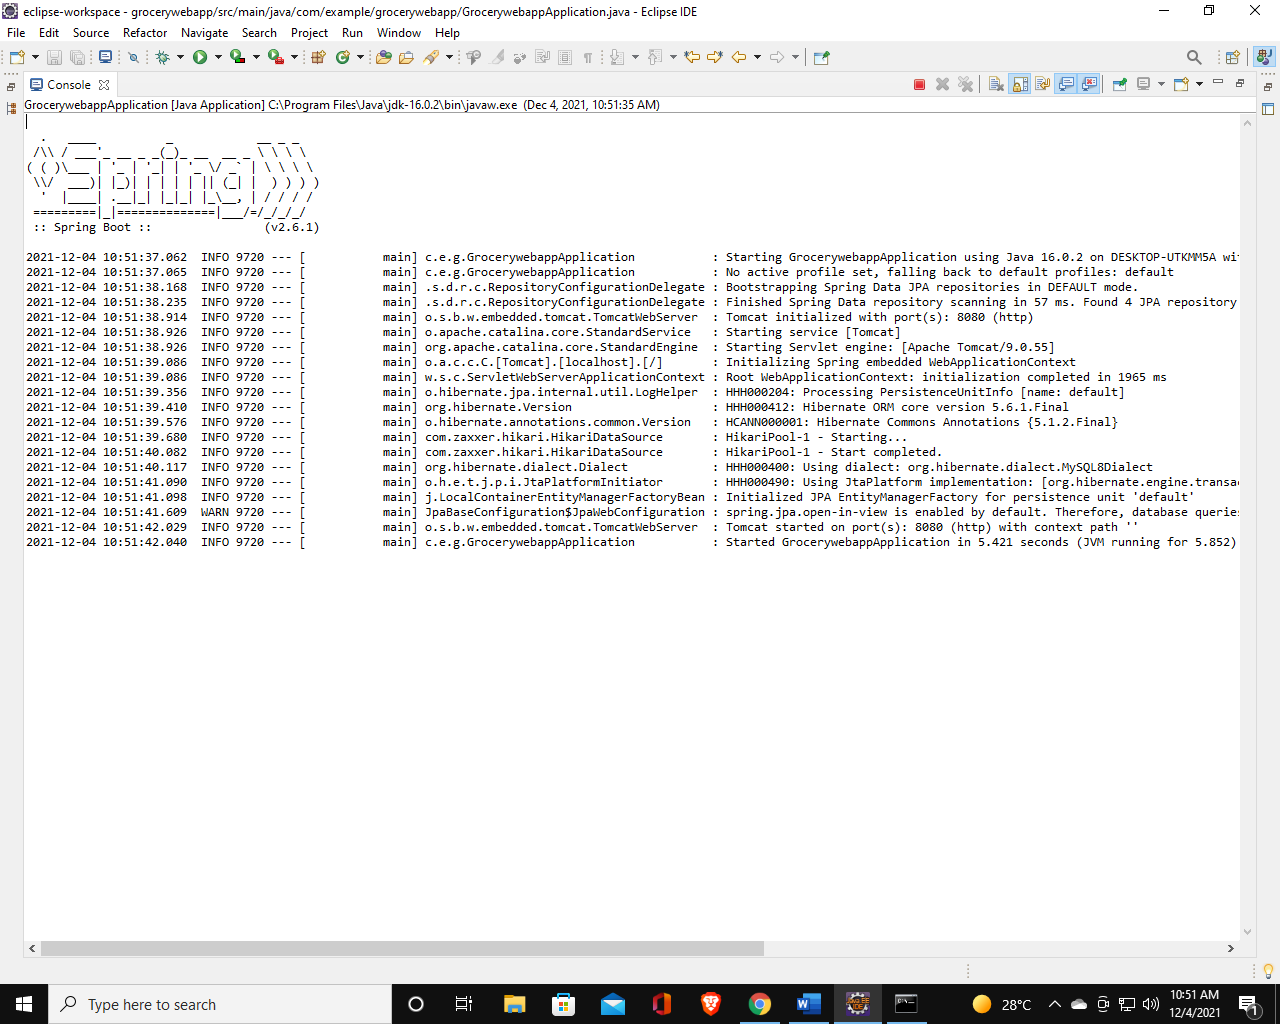 eclipse-workspace - grocerywebapp/src/main/java/com/example/grocerywebapp/GrocerywebappApplication.java - Eclipse IDE
File Edit Source Refactor Navigate Search Project Run Window Help
Console
GrocerywebappApplication [Java Application] C:\Program Files\Java\jdk-16.0.2\bin\javaw.exe (Dec 4, 2021, 10:51:35 AM)
  .   ____          _            __ _ _
 /\\ / ___'_ __ _ _(_)_ __  __ _ \ \ \ \
( ( )\___ | '_ | '_| | '_ \/ _` | \ \ \ \
 \\/  ___)| |_)| | | | | || (_| |  ) ) ) )
  '  |____| .__|_| |_|_| |_\__, | / / / /
 =========|_|==============|___/=/_/_/_/
 :: Spring Boot ::                (v2.6.1)
2021-12-04 10:51:37.062  INFO 9720 --- [           main] c.e.g.GrocerywebappApplication           : Starting GrocerywebappApplication using Java 16.0.2 on DESKTOP-UTKMM5A wi
2021-12-04 10:51:37.065  INFO 9720 --- [           main] c.e.g.GrocerywebappApplication           : No active profile set, falling back to default profiles: default
2021-12-04 10:51:38.168  INFO 9720 --- [           main] .s.d.r.c.RepositoryConfigurationDelegate : Bootstrapping Spring Data JPA repositories in DEFAULT mode.
2021-12-04 10:51:38.235  INFO 9720 --- [           main] .s.d.r.c.RepositoryConfigurationDelegate : Finished Spring Data repository scanning in 57 ms. Found 4 JPA repository
2021-12-04 10:51:38.914  INFO 9720 --- [           main] o.s.b.w.embedded.tomcat.TomcatWebServer  : Tomcat initialized with port(s): 8080 (http)
2021-12-04 10:51:38.926  INFO 9720 --- [           main] o.apache.catalina.core.StandardService   : Starting service [Tomcat]
2021-12-04 10:51:38.926  INFO 9720 --- [           main] org.apache.catalina.core.StandardEngine  : Starting Servlet engine: [Apache Tomcat/9.0.55]
2021-12-04 10:51:39.086  INFO 9720 --- [           main] o.a.c.c.C.[Tomcat].[localhost].[/]       : Initializing Spring embedded WebApplicationContext
2021-12-04 10:51:39.086  INFO 9720 --- [           main] w.s.c.ServletWebServerApplicationContext : Root WebApplicationContext: initialization completed in 1965 ms
2021-12-04 10:51:39.356  INFO 9720 --- [           main] o.hibernate.jpa.internal.util.LogHelper  : HHH000204: Processing PersistenceUnitInfo [name: default]
2021-12-04 10:51:39.410  INFO 9720 --- [           main] org.hibernate.Version                    : HHH000412: Hibernate ORM core version 5.6.1.Final
2021-12-04 10:51:39.576  INFO 9720 --- [           main] o.hibernate.annotations.common.Version   : HCANN000001: Hibernate Commons Annotations {5.1.2.Final}
2021-12-04 10:51:39.680  INFO 9720 --- [           main] com.zaxxer.hikari.HikariDataSource       : HikariPool-1 - Starting...
2021-12-04 10:51:40.082  INFO 9720 --- [           main] com.zaxxer.hikari.HikariDataSource       : HikariPool-1 - Start completed.
2021-12-04 10:51:40.117  INFO 9720 --- [           main] org.hibernate.dialect.Dialect            : HHH000400: Using dialect: org.hibernate.dialect.MySQL8Dialect
2021-12-04 10:51:41.090  INFO 9720 --- [           main] o.h.e.t.j.p.i.JtaPlatformInitiator       : HHH000490: Using JtaPlatform implementation: [org.hibernate.engine.transac
2021-12-04 10:51:41.098  INFO 9720 --- [           main] j.LocalContainerEntityManagerFactoryBean : Initialized JPA EntityManagerFactory for persistence unit 'default'
2021-12-04 10:51:41.609  WARN 9720 --- [           main] JpaBaseConfiguration$JpaWebConfiguration : spring.jpa.open-in-view is enabled by default. Therefore, database queries
2021-12-04 10:51:42.029  INFO 9720 --- [           main] o.s.b.w.embedded.tomcat.TomcatWebServer  : Tomcat started on port(s): 8080 (http) with context path ''
2021-12-04 10:51:42.040  INFO 9720 --- [           main] c.e.g.GrocerywebappApplication           : Started GrocerywebappApplication in 5.421 seconds (JVM running for 5.852)
Type here to search
28°C
10:51 AM
12/4/2021
1